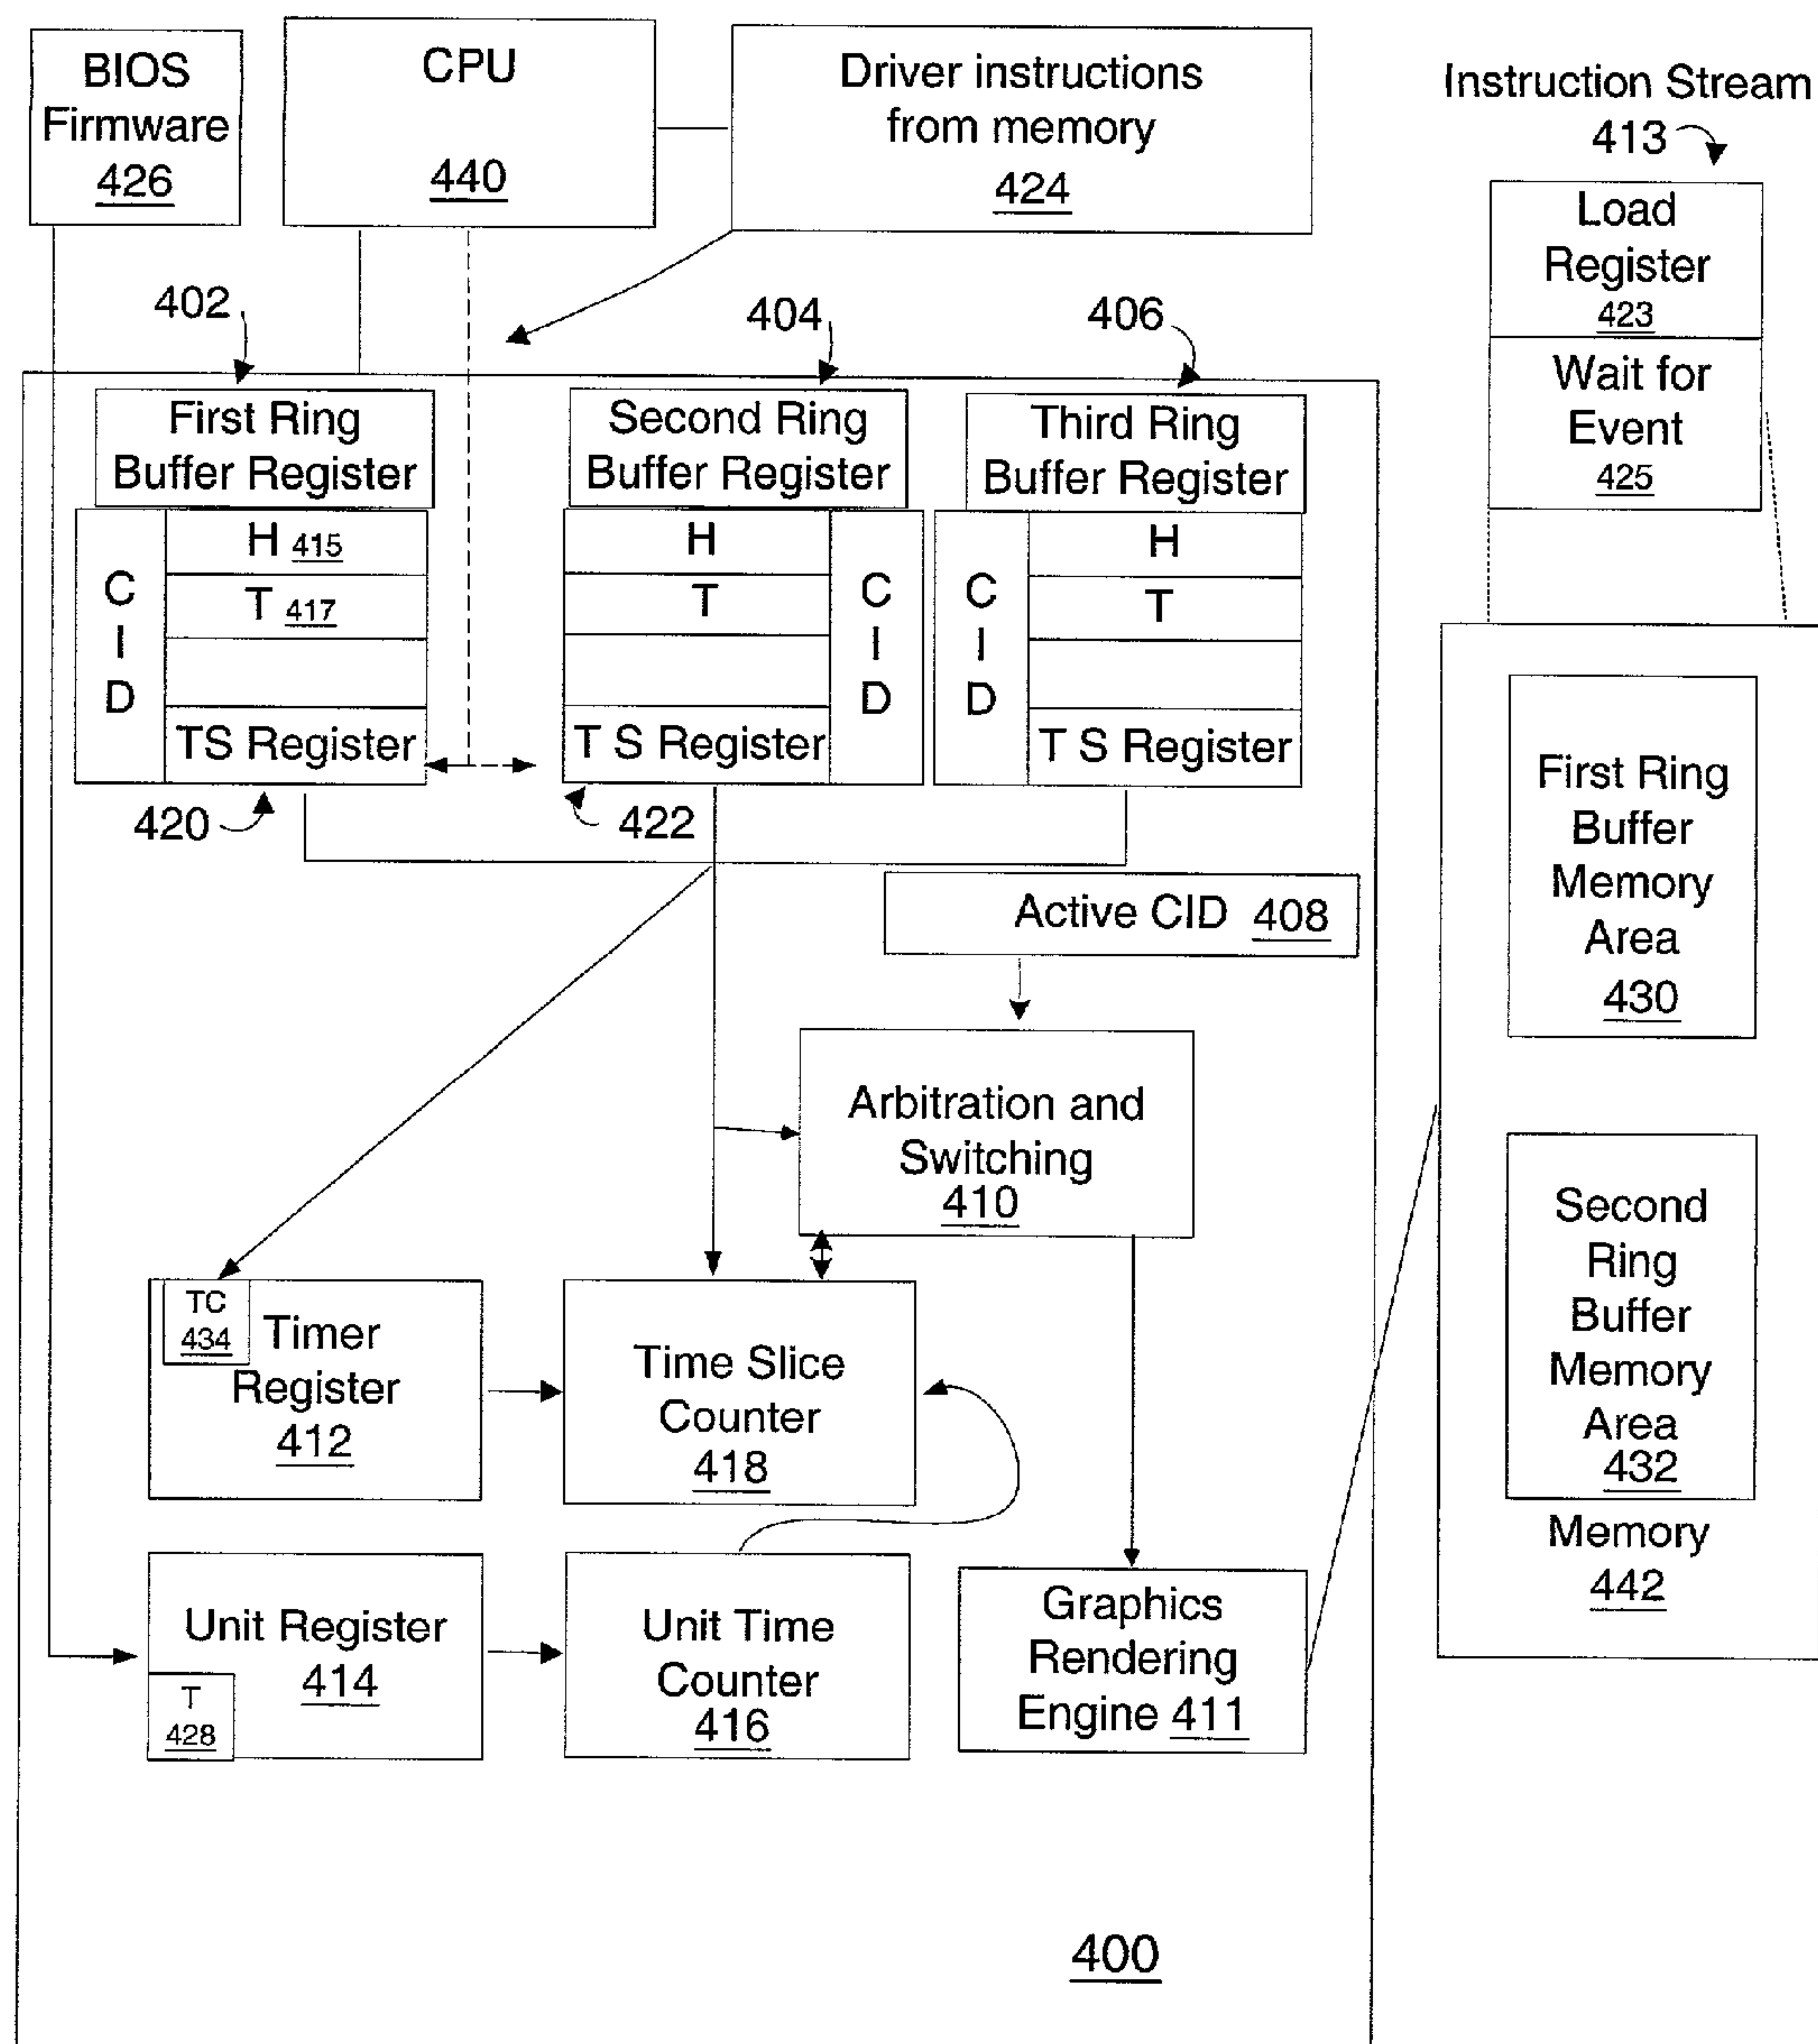 BIOS
Firmware
426
CPU
440
Driver instructions
from memory
424
Instruction Stream
413
Load
Register
423
Wait for
Event
425
402
404
406
First Ring
Buffer Register
C
I
D
H 415
T 417
TS Register
Second Ring
Buffer Register
H
T
T S Register
C
I
D
Third Ring
Buffer Register
C
I
D
H
T
T S Register
420
422
Active CID 408
Arbitration and
Switching
410
TC
434
Timer
Register
412
Time Slice
Counter
418
Unit Register
414
T
428
Unit Time
Counter
416
Graphics
Rendering
Engine 411
First Ring
Buffer
Memory
Area
430
Second
Ring
Buffer
Memory
Area
432
Memory
442
400